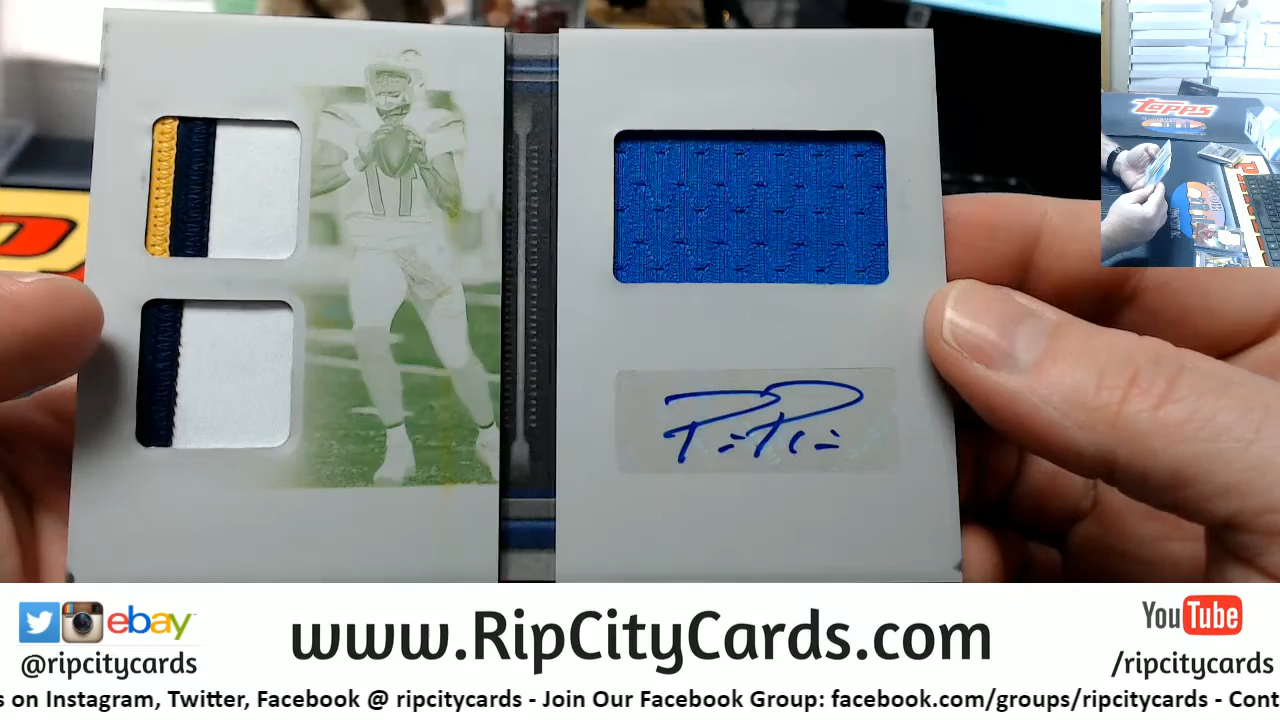 11
TOPPS
ebay
@ripcitycards
www.RipCityCards.com
YouTube
/ripcitycards
s on Instagram, Twitter, Facebook @ ripcitycards - Join Our Facebook Group: facebook.com/groups/ripcitycards - Cont